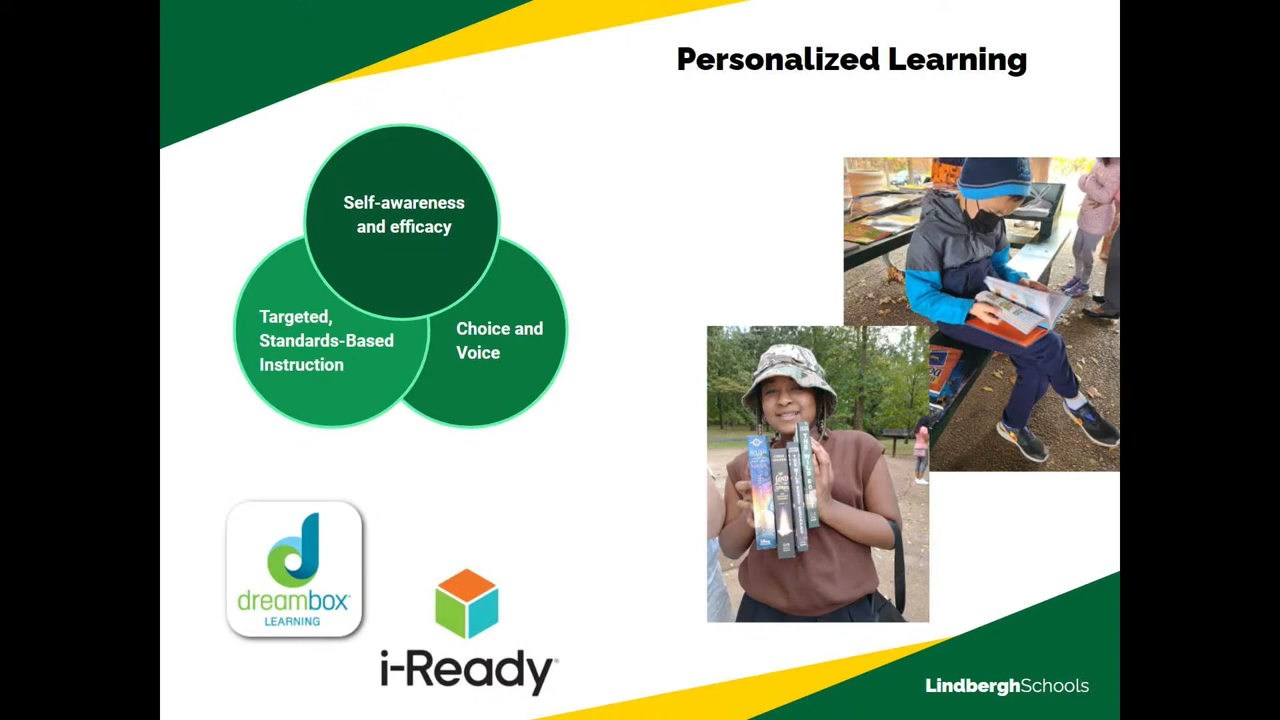 Personalized Learning
Self-awareness
and efficacy
Targeted,
Standards-Based
Instruction
Choice and
Voice
dreambox
LEARNING
i-Ready
LindberghSchools